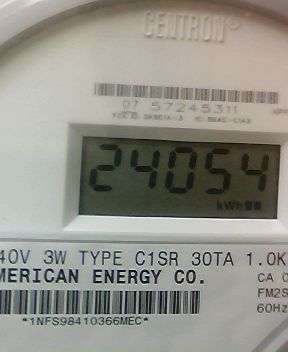 CENTRON®
07 57245311
24054
kWh
40V 3W TYPE C1SR 30TA 1.0K
MERICAN ENERGY CO.
CA 0
FM2S
60Hz
*1NFS98410366MEC*